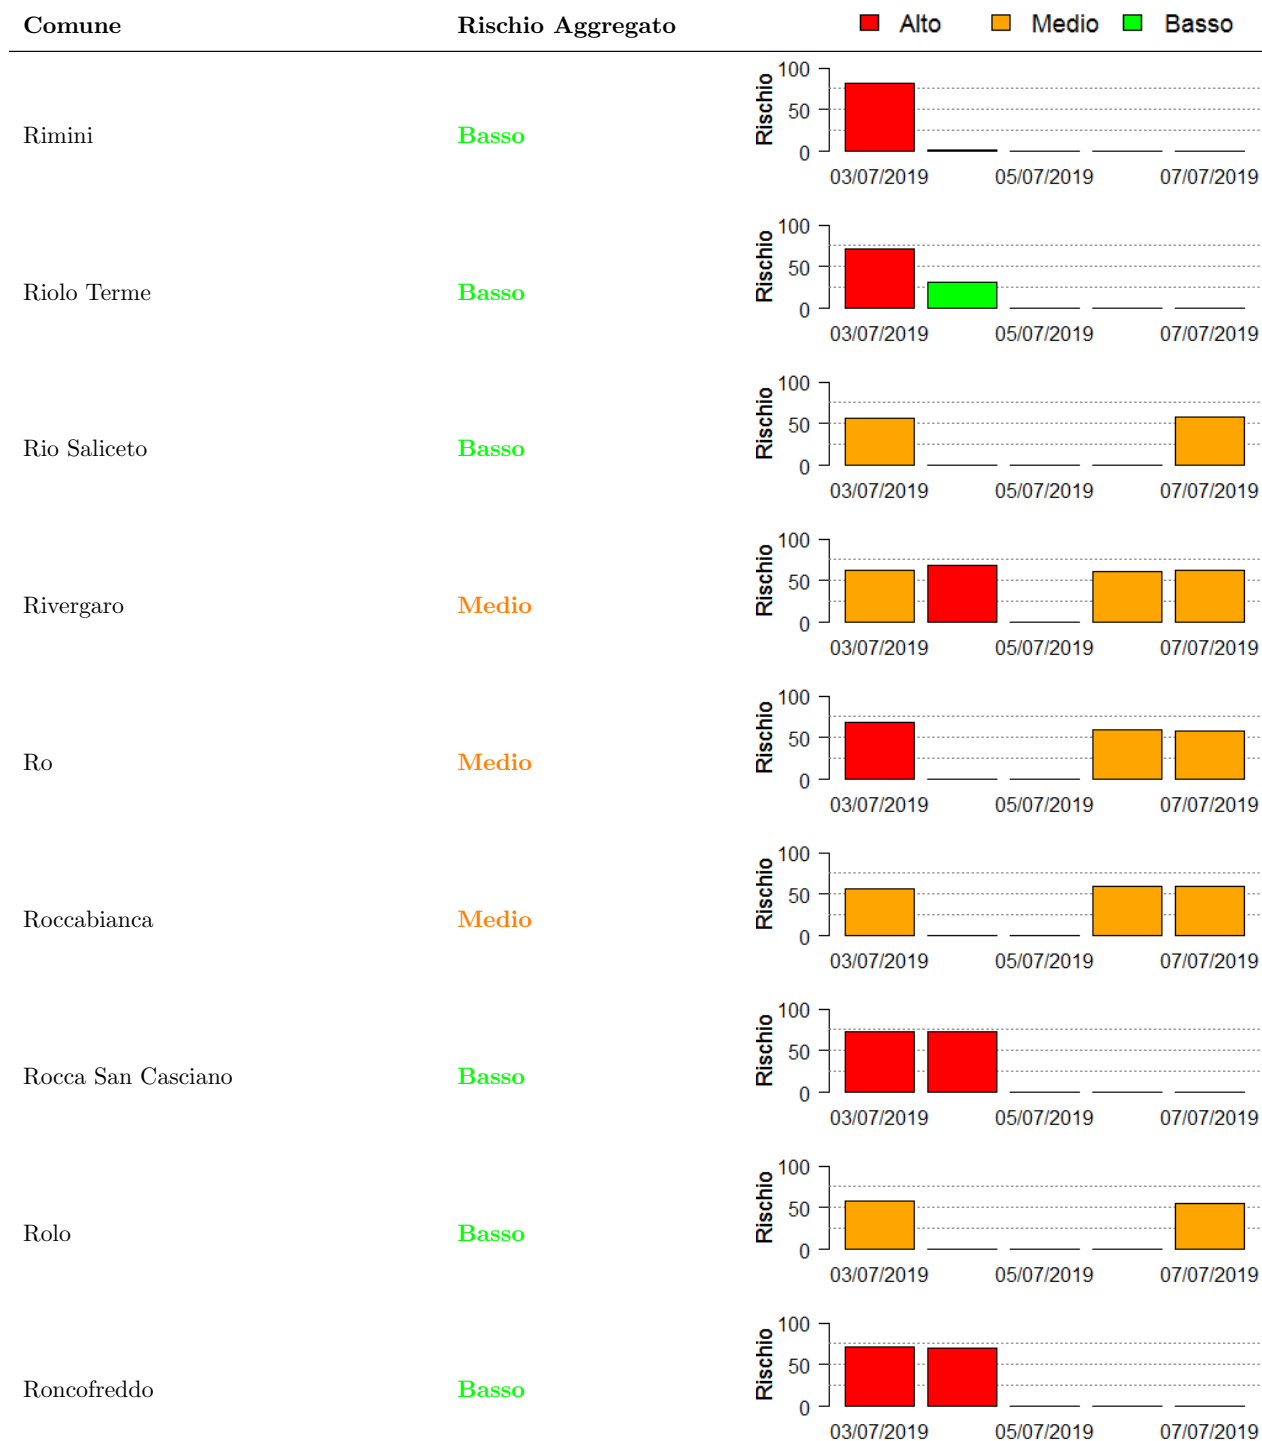 Comune Rischio Aggregato Alto Medio Basso
Rimini Basso
Rischio
100
50
0
03/07/2019 05/07/2019 07/07/2019
Riolo Terme Basso
Rischio
100
50
0
03/07/2019 05/07/2019 07/07/2019
Rio Saliceto Basso
Rischio
100
50
0
03/07/2019 05/07/2019 07/07/2019
Rivergaro Medio
Rischio
100
50
0
03/07/2019 05/07/2019 07/07/2019
Ro Medio
Rischio
100
50
0
03/07/2019 05/07/2019 07/07/2019
Roccabianca Medio
Rischio
100
50
0
03/07/2019 05/07/2019 07/07/2019
Rocca San Casciano Basso
Rischio
100
50
0
03/07/2019 05/07/2019 07/07/2019
Rolo Basso
Rischio
100
50
0
03/07/2019 05/07/2019 07/07/2019
Roncofreddo Basso
Rischio
100
50
0
03/07/2019 05/07/2019 07/07/2019